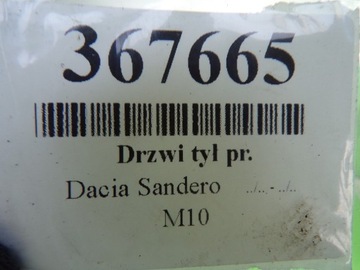 367665
Drzwi tył pr.
Dacia Sandero ../.. - ../..
M10